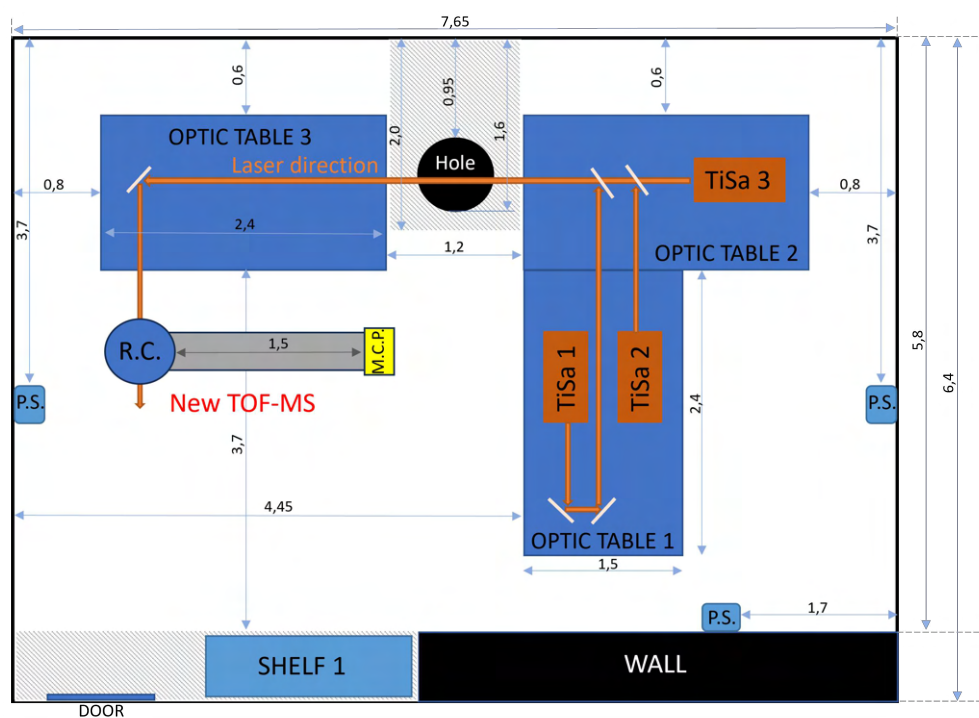 7,65
0,6
0,95
0,6
2,0
1,6
OPTIC TABLE 3
Hole
Laser direction
TiSa 3
0,8
0,8
3,7
2,4
3,7
1,2
OPTIC TABLE 2
R.C.
1,5
M.C.P.
5,8
6,4
TiSa 1
TiSa 2
P.S.
New TOF-MS
2,4
P.S.
3,7
4,45
OPTIC TABLE 1
1,5
P.S.
1,7
SHELF 1
WALL
DOOR